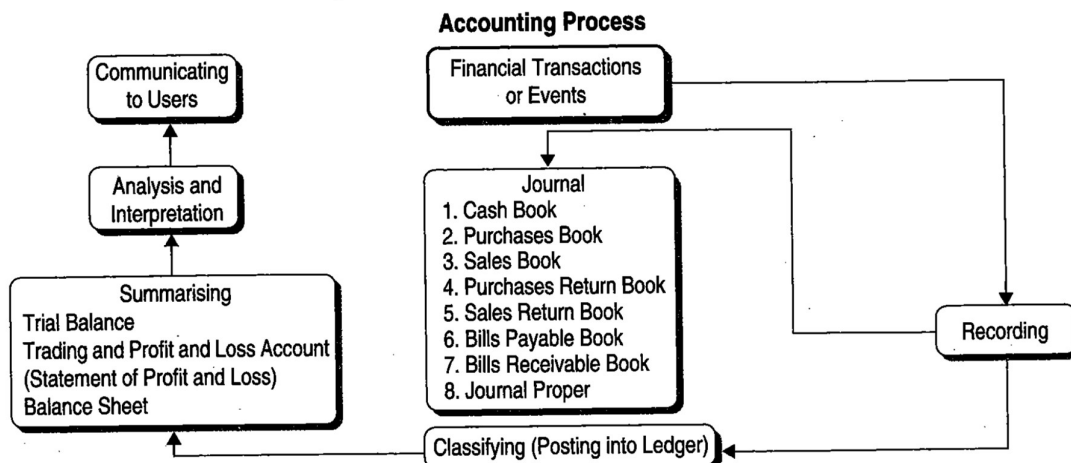 Accounting Process
Financial Transactions
or Events
Recording
Journal
1. Cash Book
2. Purchases Book
3. Sales Book
4. Purchases Return Book
5. Sales Return Book
6. Bills Payable Book
7. Bills Receivable Book
8. Journal Proper
Classifying (Posting into Ledger)
Summarising
Trial Balance
Trading and Profit and Loss Account
(Statement of Profit and Loss)
Balance Sheet
Analysis and
Interpretation
Communicating
to Users